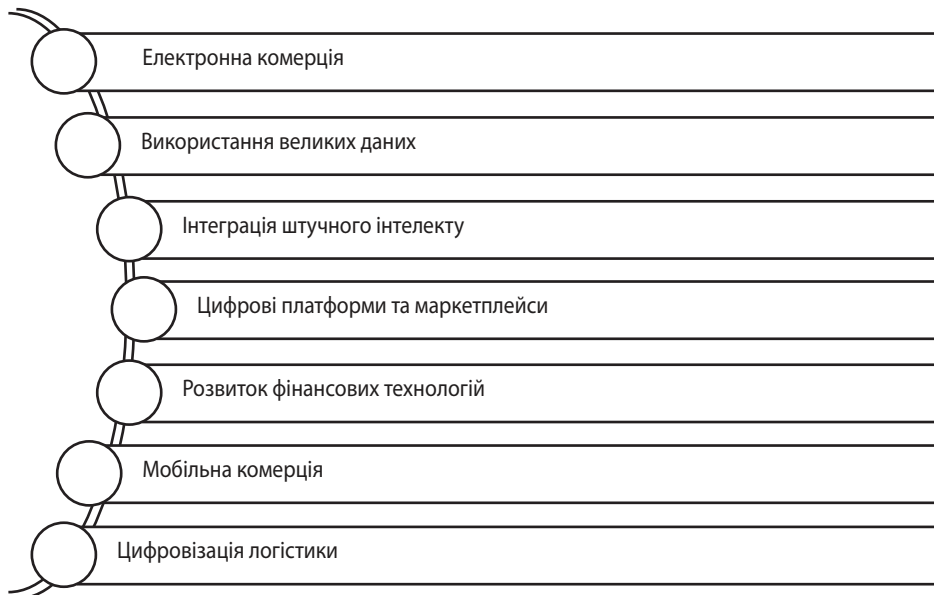 Електронна комерція
Використання великих даних
Інтеграція штучного інтелекту
Цифрові платформи та маркетплейси
Розвиток фінансових технологій
Мобільна комерція
Цифровізація логістики